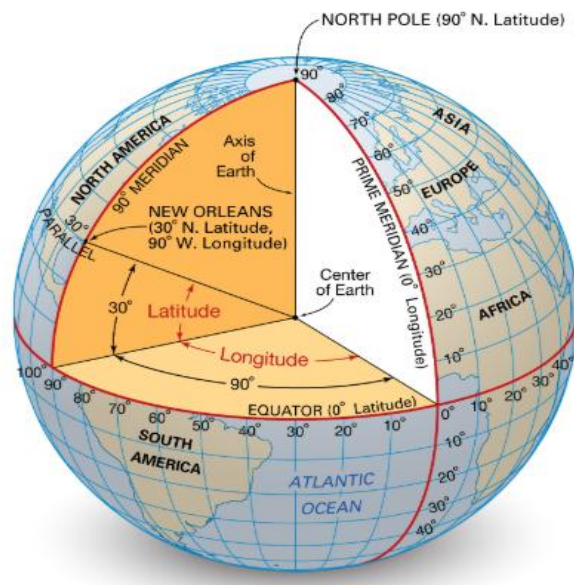 NORTH POLE (90° N. Latitude)
90°
80°
70°
60°
50°
40°
30°
20°
10°
ASIA
EUROPE
AFRICA
NORTH AMERICA
90° MERIDIAN
Axis
of
Earth
PRIME MERIDIAN (0° Longitude)
30°
PARALLEL
NEW ORLEANS
(30° N. Latitude,
90° W. Longitude)
Center
of Earth
30°
Latitude
Longitude
90°
100°
90°
80°
70°
60°
50°
40°
30°
20°
10°
0°
10°
20°
30°
40°
EQUATOR (0° Latitude)
SOUTH
AMERICA
ATLANTIC
OCEAN
10°
20°
30°
40°